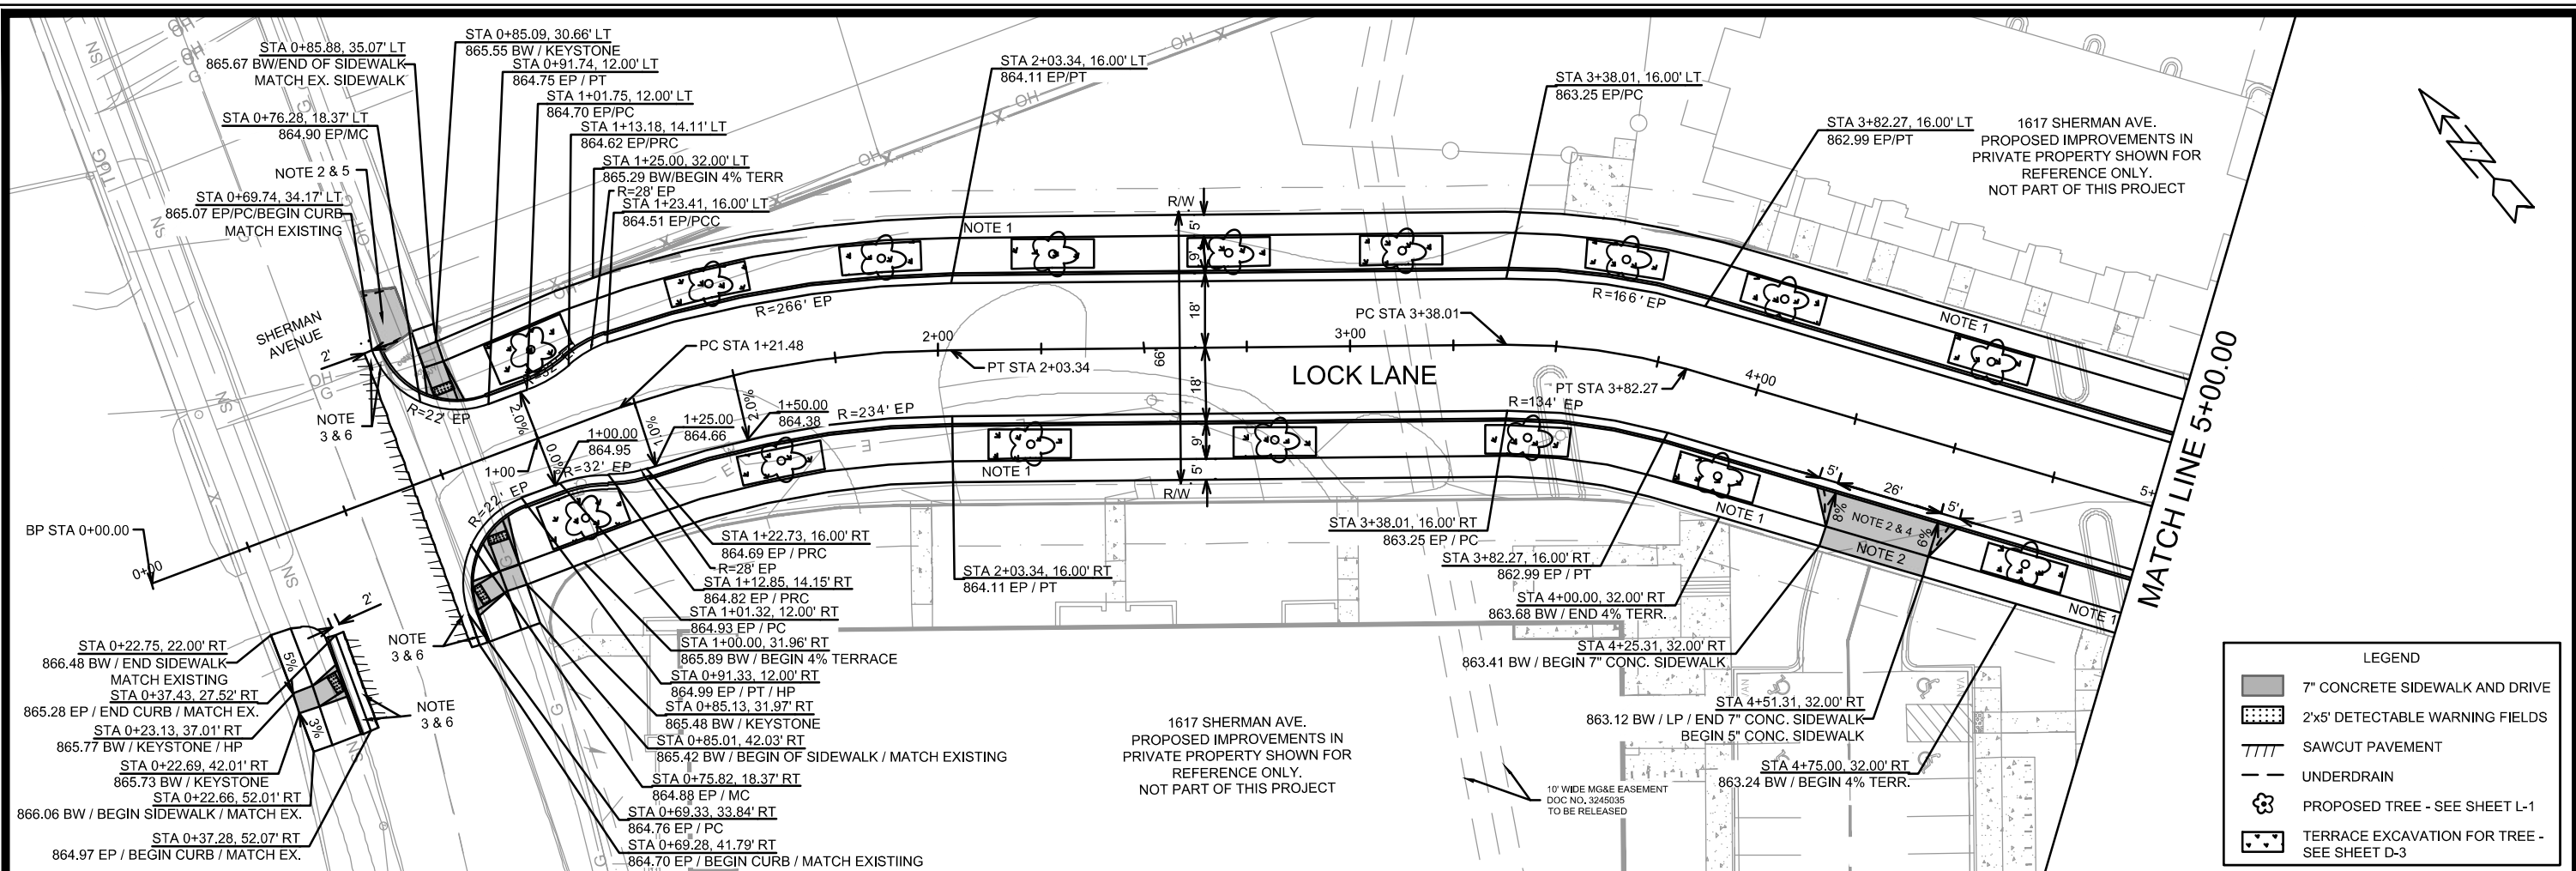 STA 0+85.88, 35.07' LT
865.67 BW/END OF SIDEWALK
MATCH EX. SIDEWALK
STA 0+76.28, 18.37' LT
864.90 EP/MC
NOTE 2 & 5
STA 0+69.74, 34.17' LT
865.07 EP/PC/BEGIN CURB
MATCH EXISTING
STA 0+85.09, 30.66' LT
865.55 BW / KEYSTONE
STA 0+91.74, 12.00' LT
864.75 EP / PT
STA 1+01.75, 12.00' LT
864.70 EP/PC
STA 1+13.18, 14.11' LT
864.62 EP/PRC
STA 1+25.00, 32.00' LT
865.29 BW/BEGIN 4% TERR
R=28' EP
STA 1+23.41, 16.00' LT
864.51 EP/PCC
STA 2+03.34, 16.00' LT
864.11 EP/PT
STA 3+38.01, 16.00' LT
863.25 EP/PC
STA 3+82.27, 16.00' LT
862.99 EP/PT
1617 SHERMAN AVE.
PROPOSED IMPROVEMENTS IN
PRIVATE PROPERTY SHOWN FOR
REFERENCE ONLY.
NOT PART OF THIS PROJECT
SHERMAN
AVENUE
2'
NOTE
3 & 6
R=22' EP
R=266' EP
NOTE 1
R/W
5'
9'
18'
66'
18'
9'
5'
R/W
R=166' EP
NOTE 1
MATCH LINE 5+00.00
PC STA 1+21.48
2+00
PT STA 2+03.34
3+00
PC STA 3+38.01
LOCK LANE
PT STA 3+82.27
4+00
5+
2.0%
1+00
0.0%
1+00.00
864.95
1+25.00
864.66
2.0%
1+50.00
864.38
R=234' EP
R=32' EP
R=22' EP
R=134' EP
NOTE 1
NOTE 1
5'
26'
5'
8%
NOTE 2 & 4
6%
NOTE 2
NOTE 1
BP STA 0+00.00
0+00
NOTE
3 & 6
2'
5%
3%
NOTE
3 & 6
STA 0+22.75, 22.00' RT
866.48 BW / END SIDEWALK
MATCH EXISTING
STA 0+37.43, 27.52' RT
865.28 EP / END CURB / MATCH EX.
STA 0+23.13, 37.01' RT
865.77 BW / KEYSTONE / HP
STA 0+22.69, 42.01' RT
865.73 BW / KEYSTONE
STA 0+22.66, 52.01' RT
866.06 BW / BEGIN SIDEWALK / MATCH EX.
STA 0+37.28, 52.07' RT
864.97 EP / BEGIN CURB / MATCH EX.
STA 1+22.73, 16.00' RT
864.69 EP / PRC
R=28' EP
STA 1+12.85, 14.15' RT
864.82 EP / PRC
STA 1+01.32, 12.00' RT
864.93 EP / PC
STA 1+00.00, 31.96' RT
865.89 BW / BEGIN 4% TERRACE
STA 0+91.33, 12.00' RT
864.99 EP / PT / HP
STA 0+85.13, 31.97' RT
865.48 BW / KEYSTONE
STA 0+85.01, 42.03' RT
865.42 BW / BEGIN OF SIDEWALK / MATCH EXISTING
STA 0+75.82, 18.37' RT
864.88 EP / MC
STA 0+69.33, 33.84' RT
864.76 EP / PC
STA 0+69.28, 41.79' RT
864.70 EP / BEGIN CURB / MATCH EXISTIING
STA 2+03.34, 16.00' RT
864.11 EP / PT
STA 3+38.01, 16.00' RT
863.25 EP / PC
STA 3+82.27, 16.00' RT
862.99 EP / PT
STA 4+00.00, 32.00' RT
863.68 BW / END 4% TERR.
STA 4+25.31, 32.00' RT
863.41 BW / BEGIN 7" CONC. SIDEWALK
STA 4+51.31, 32.00' RT
863.12 BW / LP / END 7" CONC. SIDEWALK
BEGIN 5" CONC. SIDEWALK
STA 4+75.00, 32.00' RT
863.24 BW / BEGIN 4% TERR.
1617 SHERMAN AVE.
PROPOSED IMPROVEMENTS IN
PRIVATE PROPERTY SHOWN FOR
REFERENCE ONLY.
NOT PART OF THIS PROJECT
10' WIDE MG&E EASEMENT
DOC NO. 3245035
TO BE RELEASED
LEGEND
7" CONCRETE SIDEWALK AND DRIVE
2'x5' DETECTABLE WARNING FIELDS
SAWCUT PAVEMENT
UNDERDRAIN
PROPOSED TREE - SEE SHEET L-1
TERRACE EXCAVATION FOR TREE -
SEE SHEET D-3